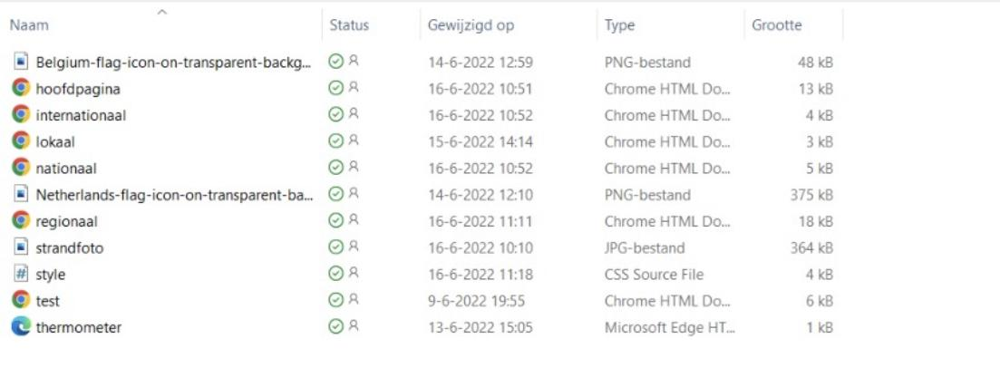 Naam Status Gewijzigd op Type Grootte
Belgium-flag-icon-on-transparent-backg... 14-6-2022 12:59 PNG-bestand 48 kB
hoofdpagina 16-6-2022 10:51 Chrome HTML Do... 13 kB
internationaal 16-6-2022 10:52 Chrome HTML Do... 4 kB
lokaal 15-6-2022 14:14 Chrome HTML Do... 3 kB
nationaal 16-6-2022 10:52 Chrome HTML Do... 5 kB
Netherlands-flag-icon-on-transparent-ba... 14-6-2022 12:10 PNG-bestand 375 kB
regionaal 16-6-2022 11:11 Chrome HTML Do... 18 kB
strandfoto 16-6-2022 10:10 JPG-bestand 364 kB
style 16-6-2022 11:18 CSS Source File 4 kB
test 9-6-2022 19:55 Chrome HTML Do... 6 kB
thermometer 13-6-2022 15:05 Microsoft Edge HT... 1 kB